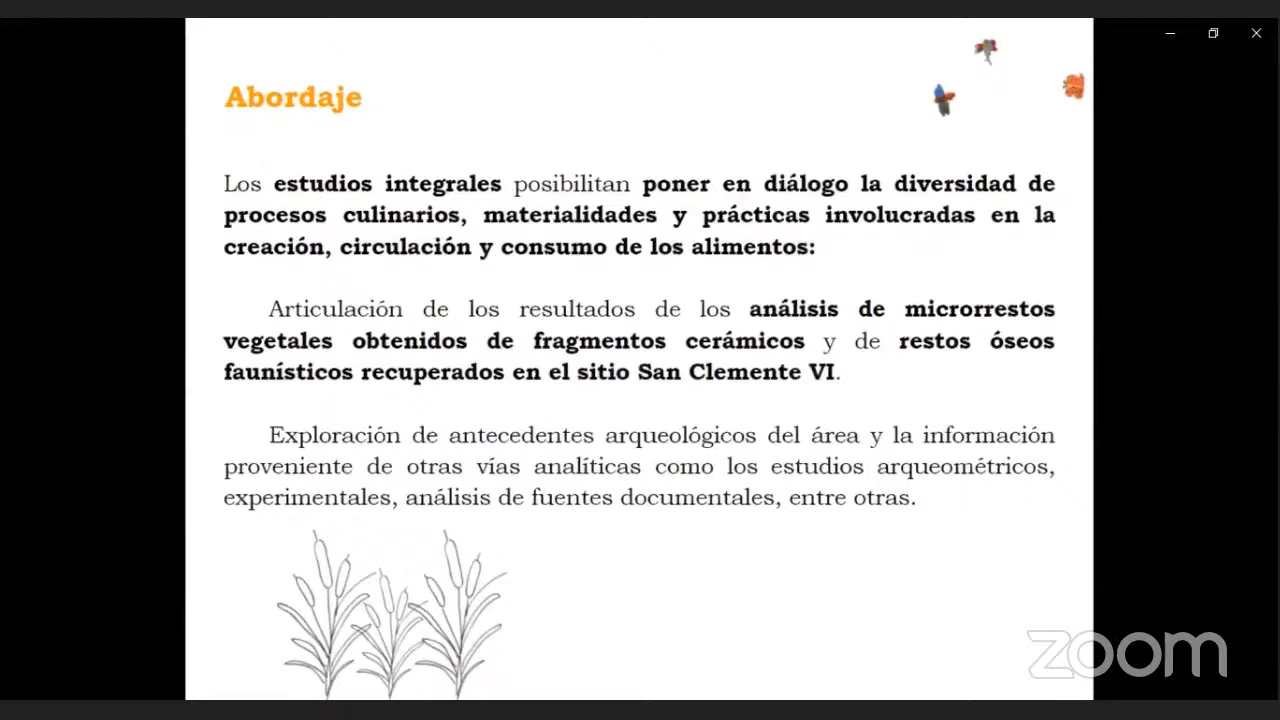 Abordaje
Los estudios integrales posibilitan poner en diálogo la diversidad de
procesos culinarios, materialidades y prácticas involucradas en la
creación, circulación y consumo de los alimentos:
Articulación de los resultados de los análisis de microrrestos
vegetales obtenidos de fragmentos cerámicos y de restos óseos
faunísticos recuperados en el sitio San Clemente VI.
Exploración de antecedentes arqueológicos del área y la información
proveniente de otras vías analíticas como los estudios arqueométricos,
experimentales, análisis de fuentes documentales, entre otras.
zoom